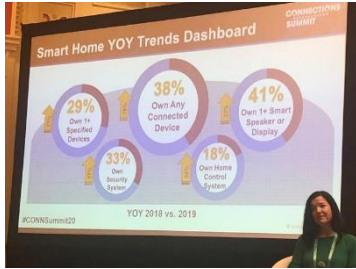 CONNECTIONS
SUMMIT
Smart Home YOY Trends Dashboard
29%
Own 1+
Specified
Devices
38%
Own Any
Connected
Device
41%
Own 1+ Smart
Speaker or
Display
33%
Own
Security
System
18%
Own Home
Control
System
YOY 2018 vs. 2019
#CONNSummit20